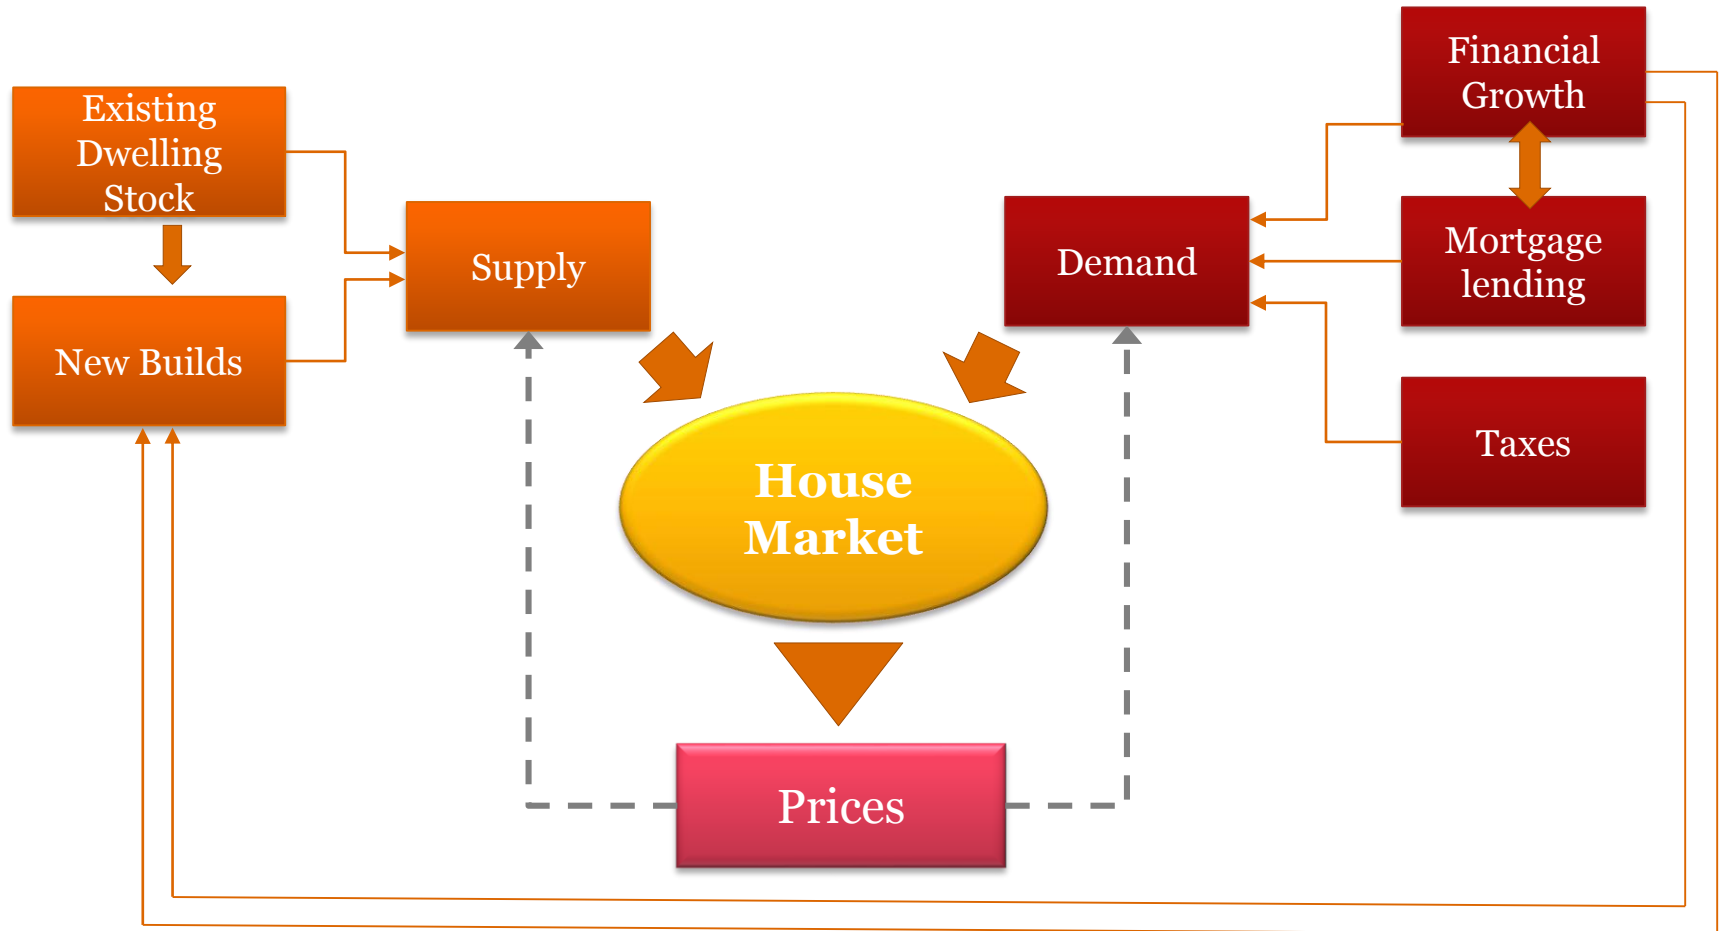 Existing
Dwelling
Stock
New Builds
Supply
House
Market
Prices
Demand
Financial
Growth
Mortgage
lending
Taxes